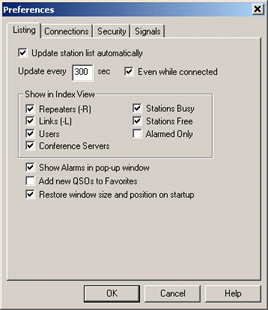 Preferences
Listing Connections Security Signals
Update station list automatically
Update every 300 sec Even while connected
Show in Index View
Repeaters (-R) Stations Busy
Links (-L) Stations Free
Users Alarmed Only
Conference Servers
Show Alarms in pop-up window
Add new QSOs to Favorites
Restore window size and position on startup
OK Cancel Help